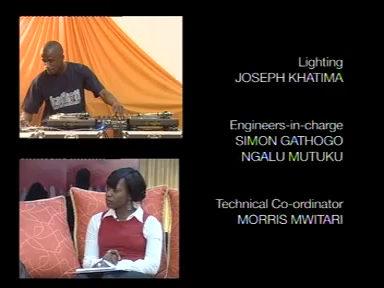 Lighting
JOSEPH KHATIMA
Engineers-in-charge
SIMON GATHOGO
NGALU MUTUKU
Technical Co-ordinator
MORRIS MWITARI